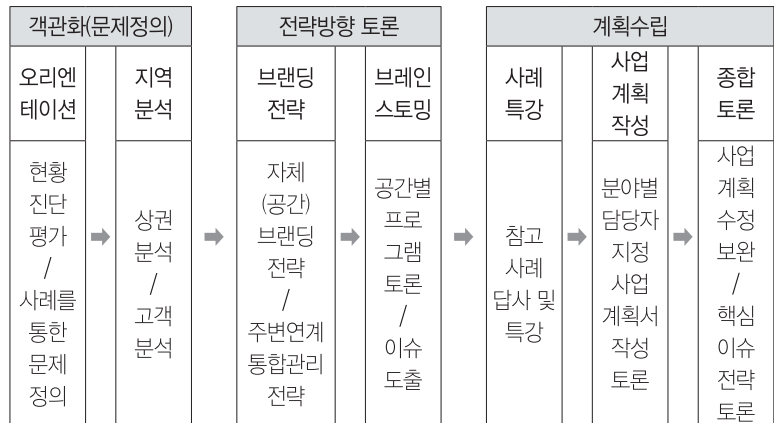 객관화(문제정의)
오리엔
테이션
현황
진단
평가
/
사례를
통한
문제
정의
지역
분석
상권
분석
/
고객
분석
전략방향 토론
브랜딩
전략
자체
(공간)
브랜딩
전략
/
주변연계
통합관리
전략
브레인
스토밍
공간별
프로
그램
토론
/
이슈
도출
계획수립
사례
특강
참고
사례
답사 및
특강
사업
계획
작성
분야별
담당자
지정
사업
계획서
작성
토론
종합
토론
사업
계획
수정
보완
/
핵심
이슈
전략
토론